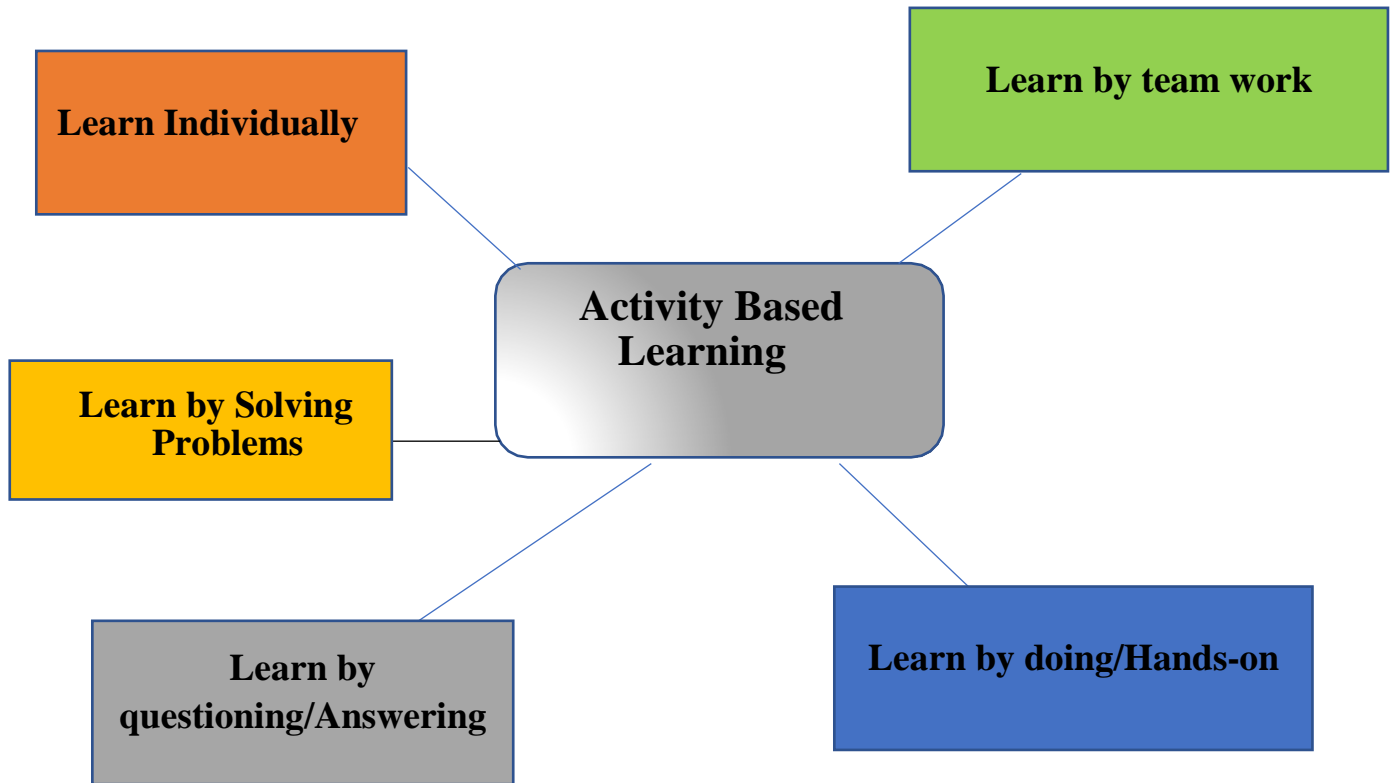 Learn Individually
Learn by team work
Activity Based
Learning
Learn by Solving
Problems
Learn by
questioning/Answering
Learn by doing/Hands-on